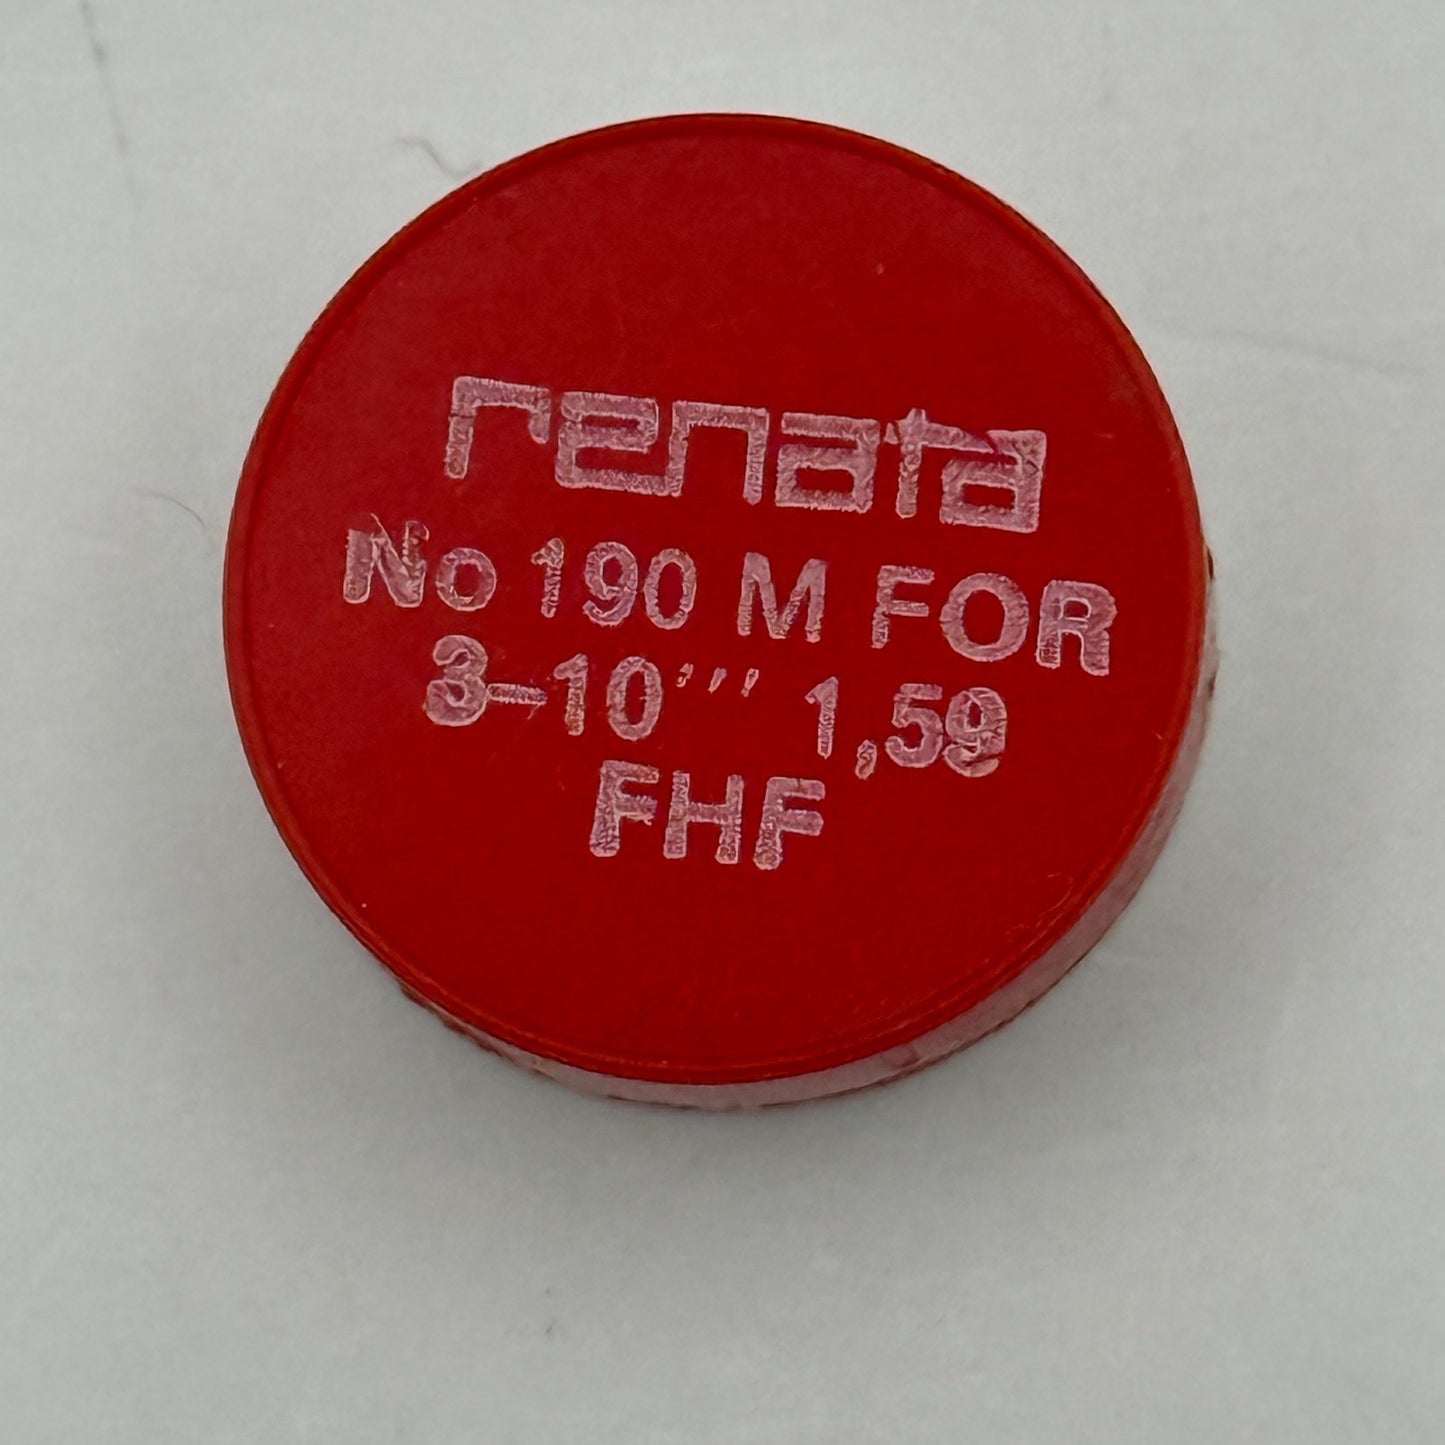 renata
No 190 M FOR
3-10''' 1,59
FHF